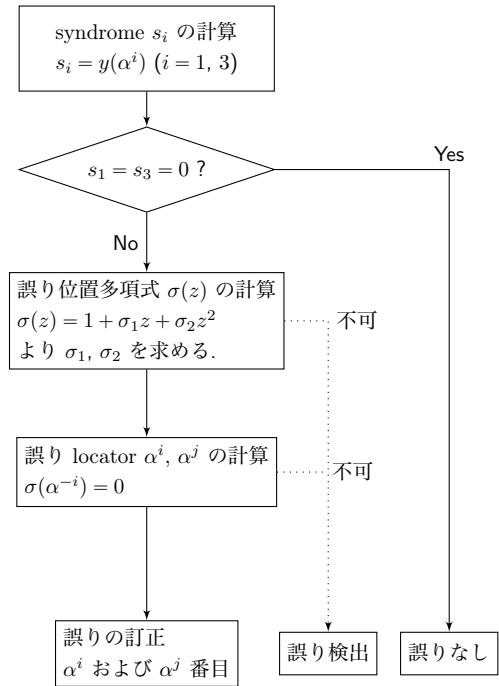 syndrome $s_i$ の計算
$s_i = y(\alpha^i)$ ($i = 1, 3$)
$s_1 = s_3 = 0$ ?
Yes
No
誤り位置多項式 $\sigma(z)$ の計算
$\sigma(z) = 1 + \sigma_1 z + \sigma_2 z^2$
より $\sigma_1$, $\sigma_2$ を求める.
不可
誤り locator $\alpha^i$, $\alpha^j$ の計算
$\sigma(\alpha^{-i}) = 0$
不可
誤りの訂正
$\alpha^i$ および $\alpha^j$ 番目
誤り検出
誤りなし